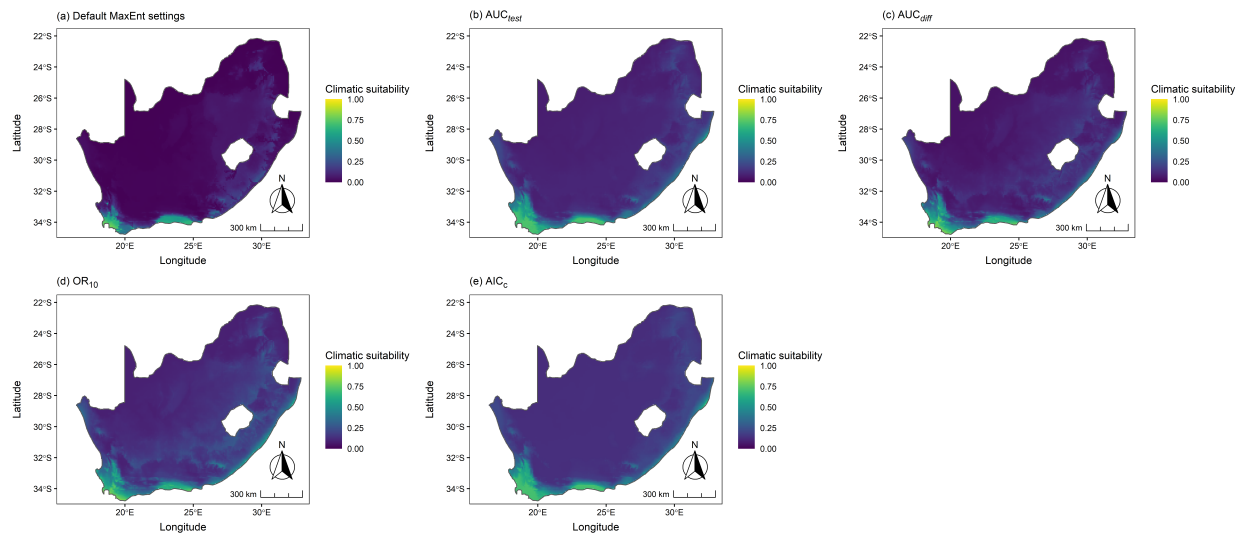 (a) Default MaxEnt settings
22°S
24°S
26°S
28°S
30°S
32°S
34°S
Latitude
20°E
25°E
30°E
Longitude
N
300 km
Climatic suitability
1.00
0.75
0.50
0.25
0.00
(b) AUCtest
22°S
24°S
26°S
28°S
30°S
32°S
34°S
Latitude
20°E
25°E
30°E
Longitude
N
300 km
Climatic suitability
1.00
0.75
0.50
0.25
0.00
(c) AUCdiff
22°S
24°S
26°S
28°S
30°S
32°S
34°S
Latitude
20°E
25°E
30°E
Longitude
N
300 km
Climatic suitability
1.00
0.75
0.50
0.25
0.00
(d) OR10
22°S
24°S
26°S
28°S
30°S
32°S
34°S
Latitude
20°E
25°E
30°E
Longitude
N
300 km
Climatic suitability
1.00
0.75
0.50
0.25
0.00
(e) AICc
22°S
24°S
26°S
28°S
30°S
32°S
34°S
Latitude
20°E
25°E
30°E
Longitude
N
300 km
Climatic suitability
1.00
0.75
0.50
0.25
0.00